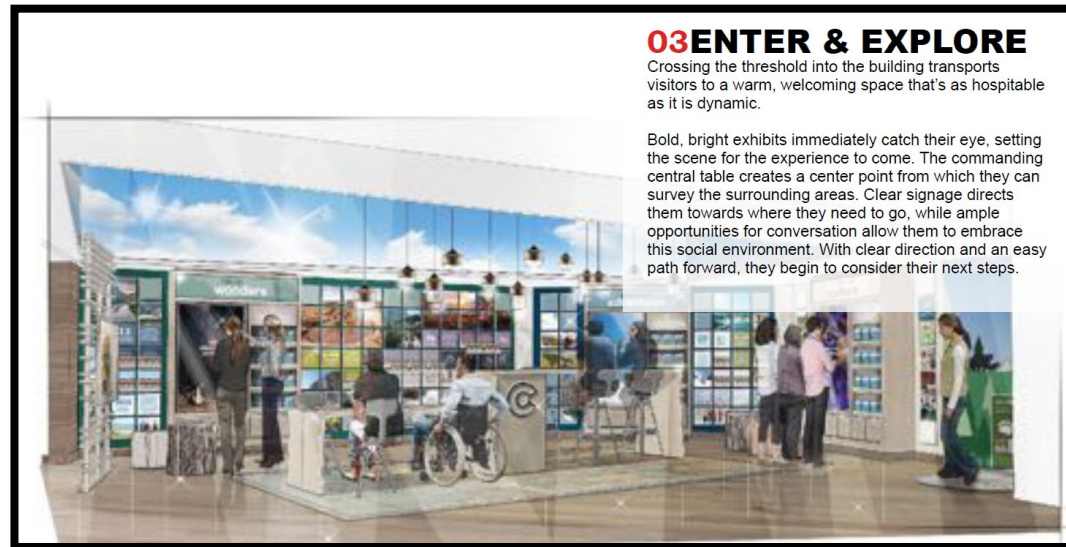 03ENTER & EXPLORE
Crossing the threshold into the building transports
visitors to a warm, welcoming space that's as hospitable
as it is dynamic.
Bold, bright exhibits immediately catch their eye, setting
the scene for the experience to come. The commanding
central table creates a center point from which they can
survey the surrounding areas. Clear signage directs
them towards where they need to go, while ample
opportunities for conversation allow them to embrace
this social environment. With clear direction and an easy
path forward, they begin to consider their next steps.
wonders